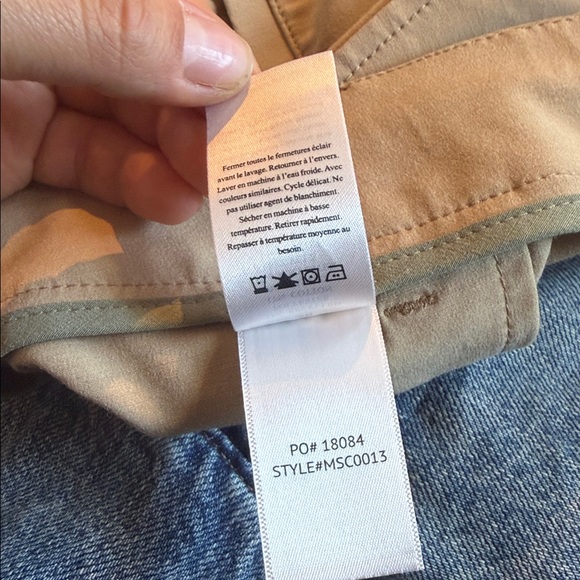 Fermer toutes le fermetures éclair
avant le lavage. Retourner à l'envers.
Laver en machine à l'eau froide. Avec
couleurs similaires. Cycle délicat. Ne
pas utiliser agent de blanchiment.
Sécher en machine à basse
température. Retirer rapidement.
Repasser à température moyenne au
besoin.
PO# 18084
STYLE#MSC0013